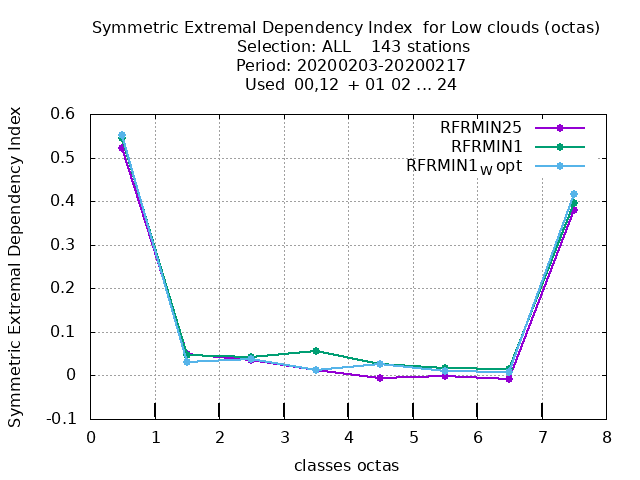 Symmetric Extremal Dependency Index  for Low clouds (octas)
Selection: ALL    143 stations
Period: 20200203-20200217
Used  00,12  + 01 02 ... 24
RFRMIN25
RFRMIN1
RFRMIN1W opt
Symmetric Extremal Dependency Index
0.6
0.5
0.4
0.3
0.2
0.1
0
-0.1
0 1 2 3 4 5 6 7 8
classes octas